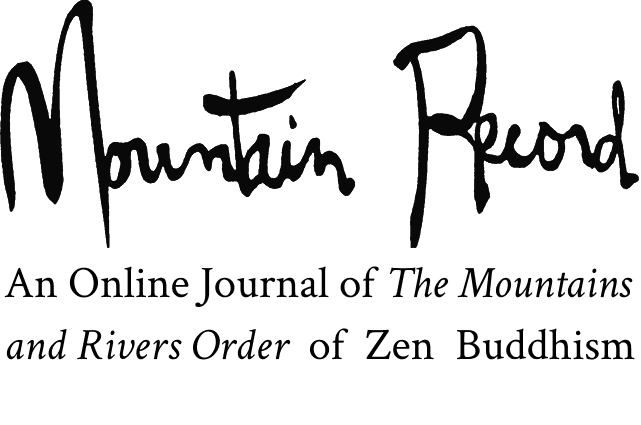 Mountain Record
An Online Journal of The Mountains
and Rivers Order of Zen Buddhism